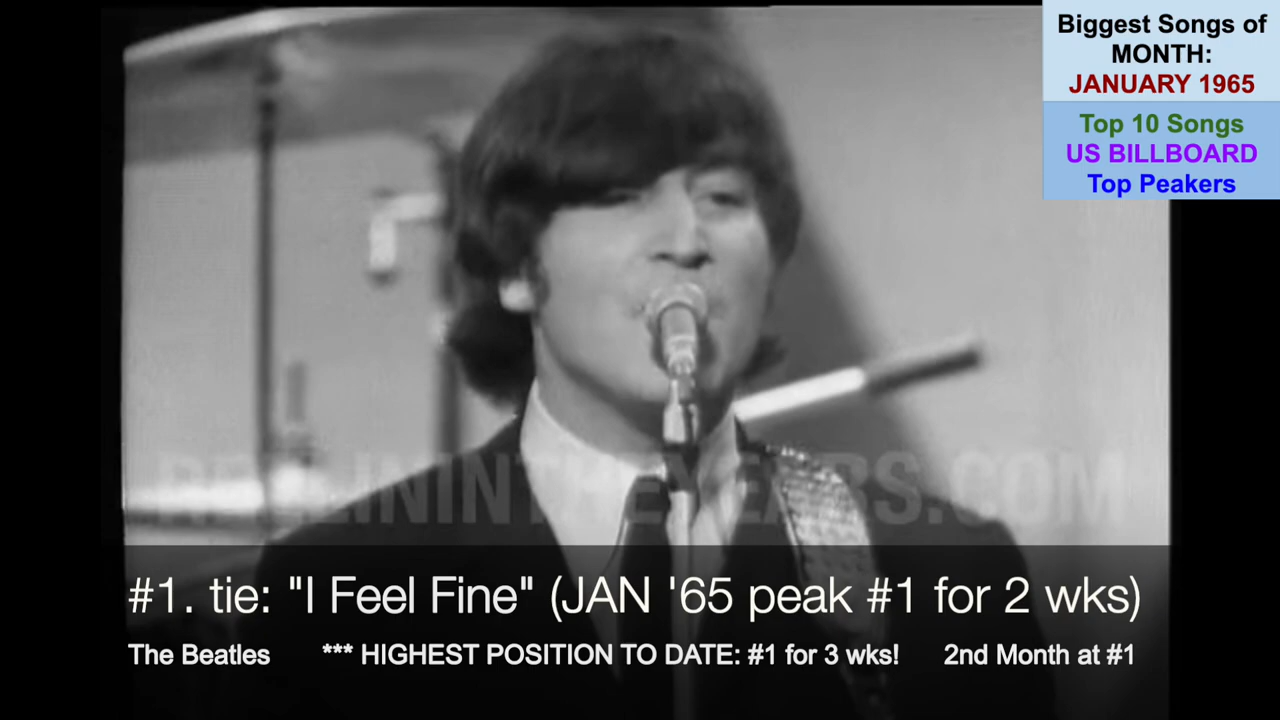 Biggest Songs of
MONTH:
JANUARY 1965
Top 10 Songs
US BILLBOARD
Top Peakers
REELININTHEYEARS.COM
#1. tie: "I Feel Fine" (JAN '65 peak #1 for 2 wks)
The Beatles *** HIGHEST POSITION TO DATE: #1 for 3 wks! 2nd Month at #1